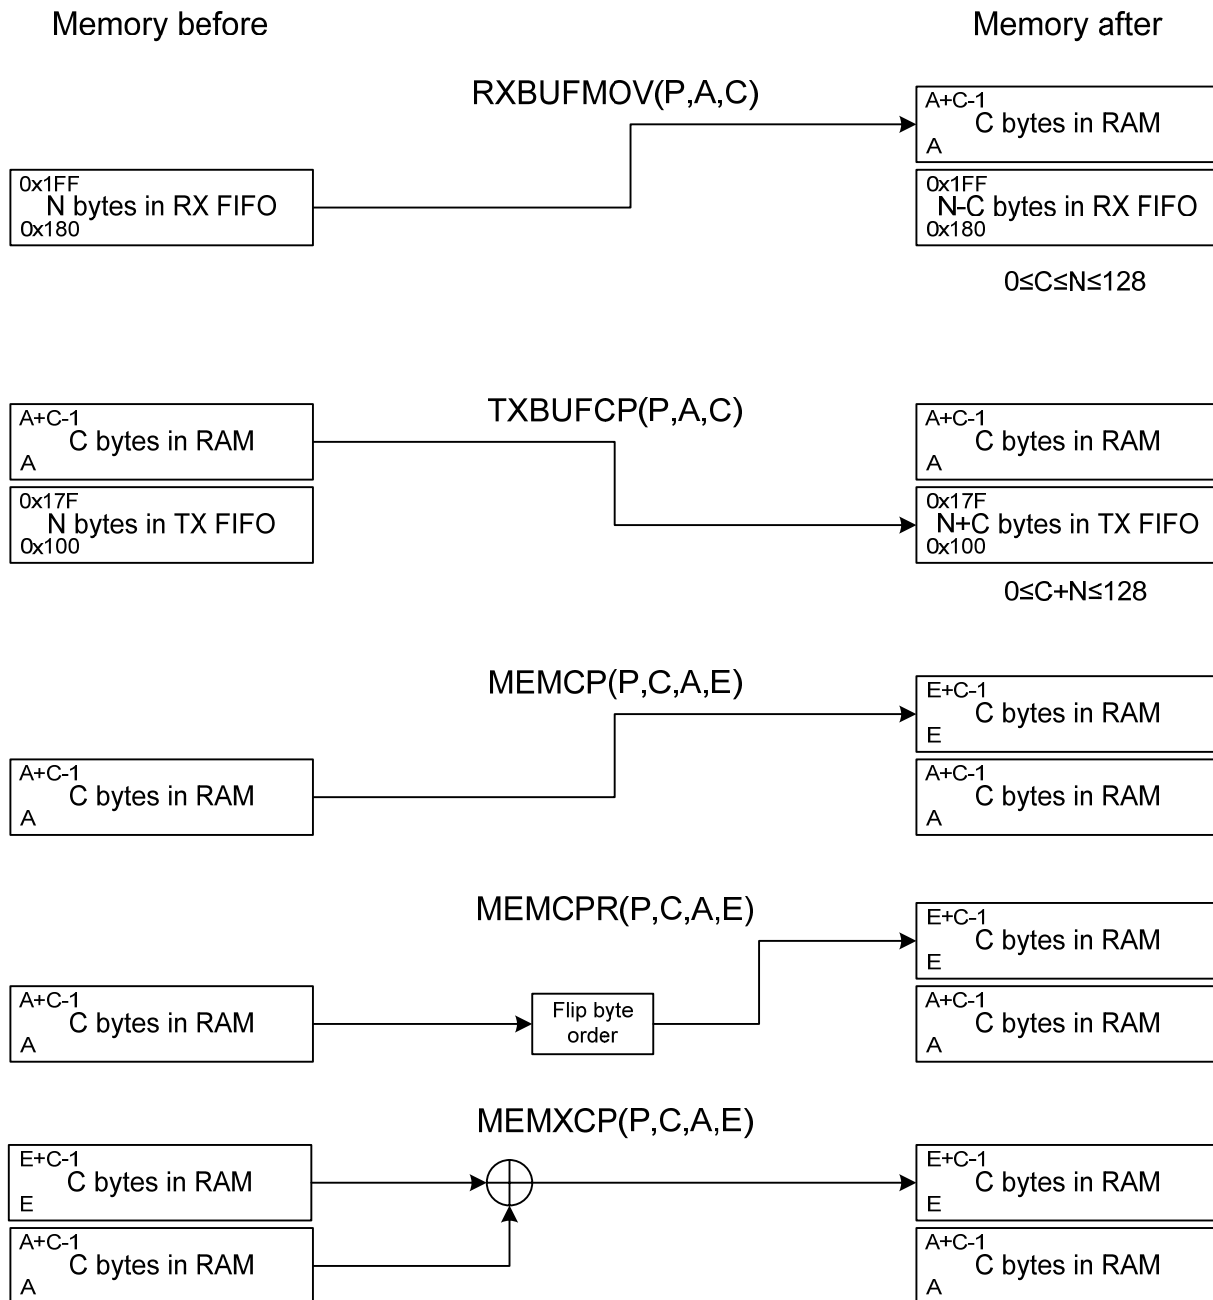 Memory before
Memory after
RXBUFMOV(P,A,C)
0x1FF
N bytes in RX FIFO
0x180
A+C-1
C bytes in RAM
A
0x1FF
N-C bytes in RX FIFO
0x180
0≤C≤N≤128
TXBUFCP(P,A,C)
A+C-1
C bytes in RAM
A
0x17F
N bytes in TX FIFO
0x100
A+C-1
C bytes in RAM
A
0x17F
N+C bytes in TX FIFO
0x100
0≤C+N≤128
MEMCP(P,C,A,E)
A+C-1
C bytes in RAM
A
E+C-1
C bytes in RAM
E
A+C-1
C bytes in RAM
A
MEMCPR(P,C,A,E)
A+C-1
C bytes in RAM
A
Flip byte
order
E+C-1
C bytes in RAM
E
A+C-1
C bytes in RAM
A
MEMXCP(P,C,A,E)
E+C-1
C bytes in RAM
E
A+C-1
C bytes in RAM
A
E+C-1
C bytes in RAM
E
A+C-1
C bytes in RAM
A